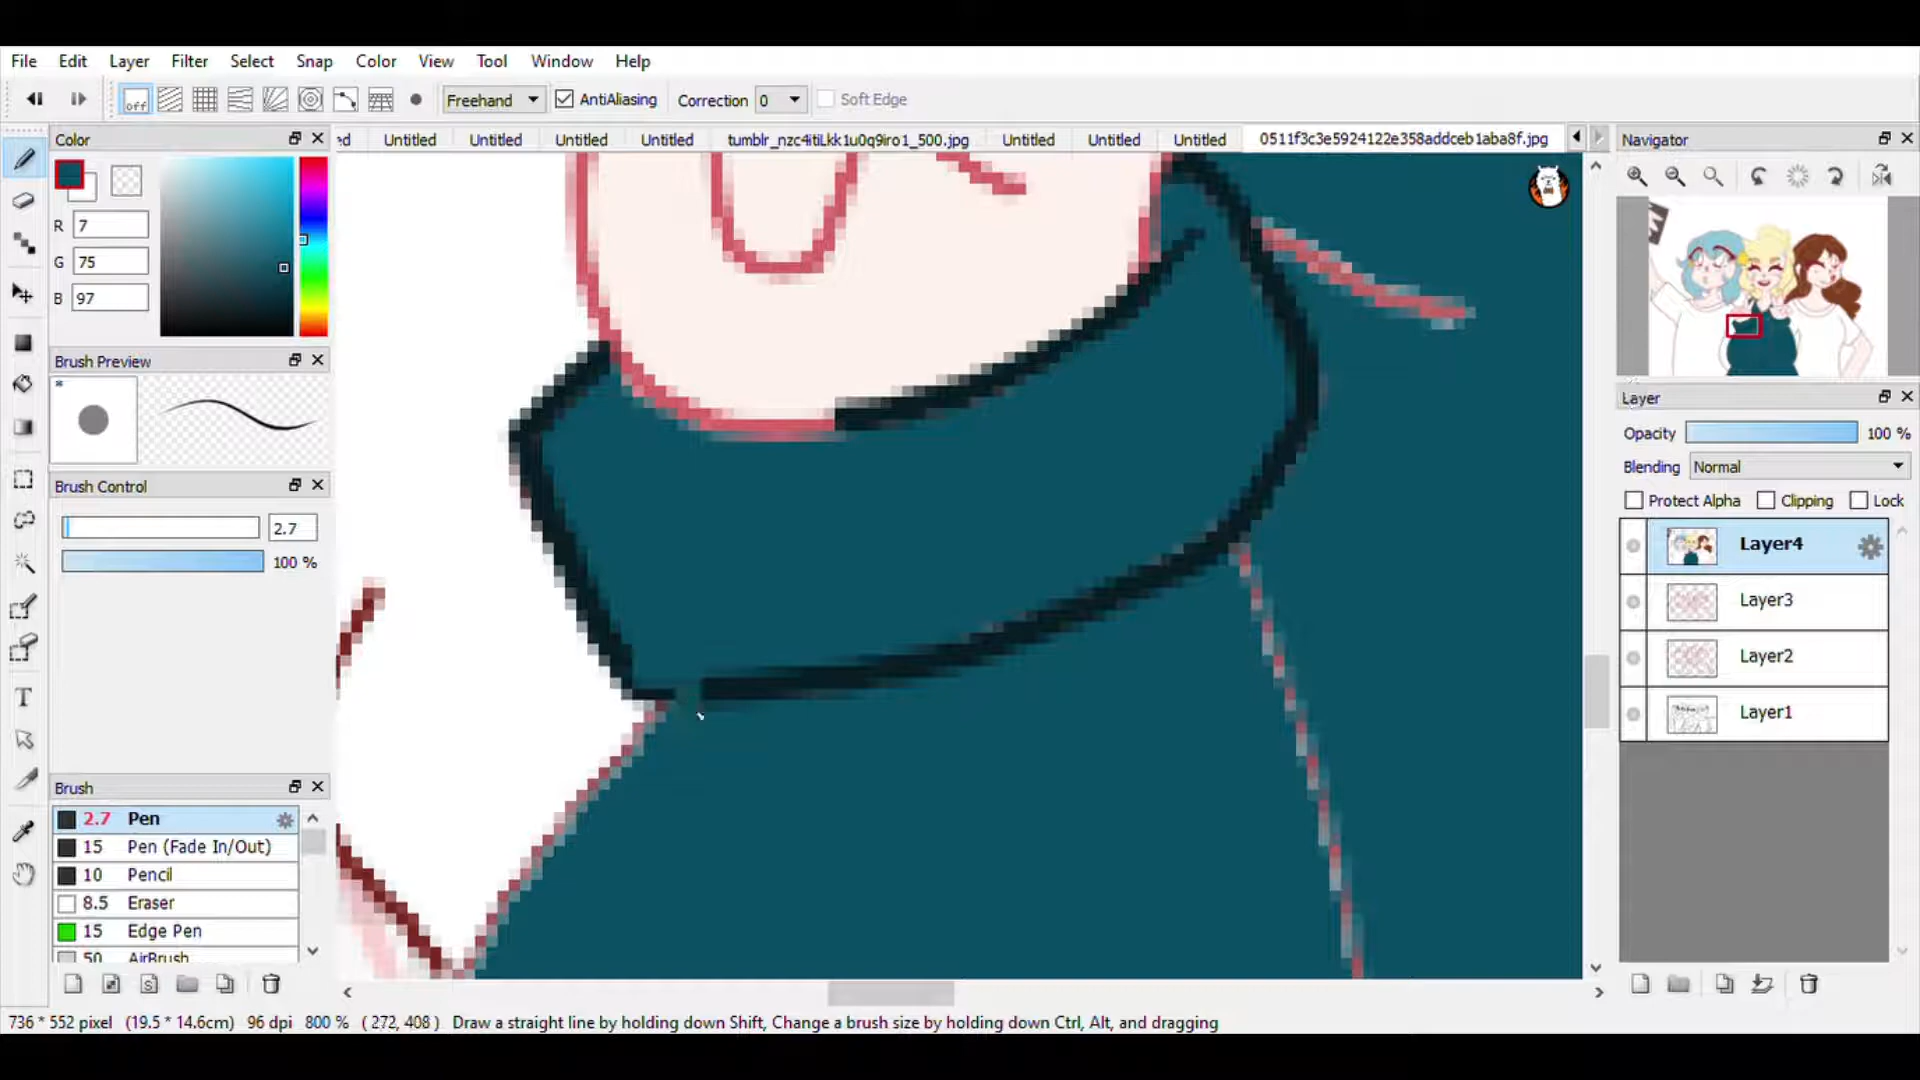 File Edit Layer Filter Select Snap Color View Tool Window Help
off Freehand AntiAliasing Correction 0 Soft Edge
Color
ed Untitled Untitled Untitled Untitled tumblr_nzc4itiLkk1u0q9iro1_500.jpg Untitled Untitled Untitled 0511f3c3e5924122e358addceb1aba8f.jpg
Navigator
R 7
G 75
B 97
Brush Preview
*
Brush Control
2.7
100 %
Brush
2.7 Pen
15 Pen (Fade In/Out)
10 Pencil
8.5 Eraser
15 Edge Pen
50 AirBrush
Layer
Opacity 100 %
Blending Normal
Protect Alpha Clipping Lock
Layer4
Layer3
Layer2
Layer1
T
S
736 * 552 pixel (19.5 * 14.6cm) 96 dpi 800 % ( 272, 408 ) Draw a straight line by holding down Shift, Change a brush size by holding down Ctrl, Alt, and dragging